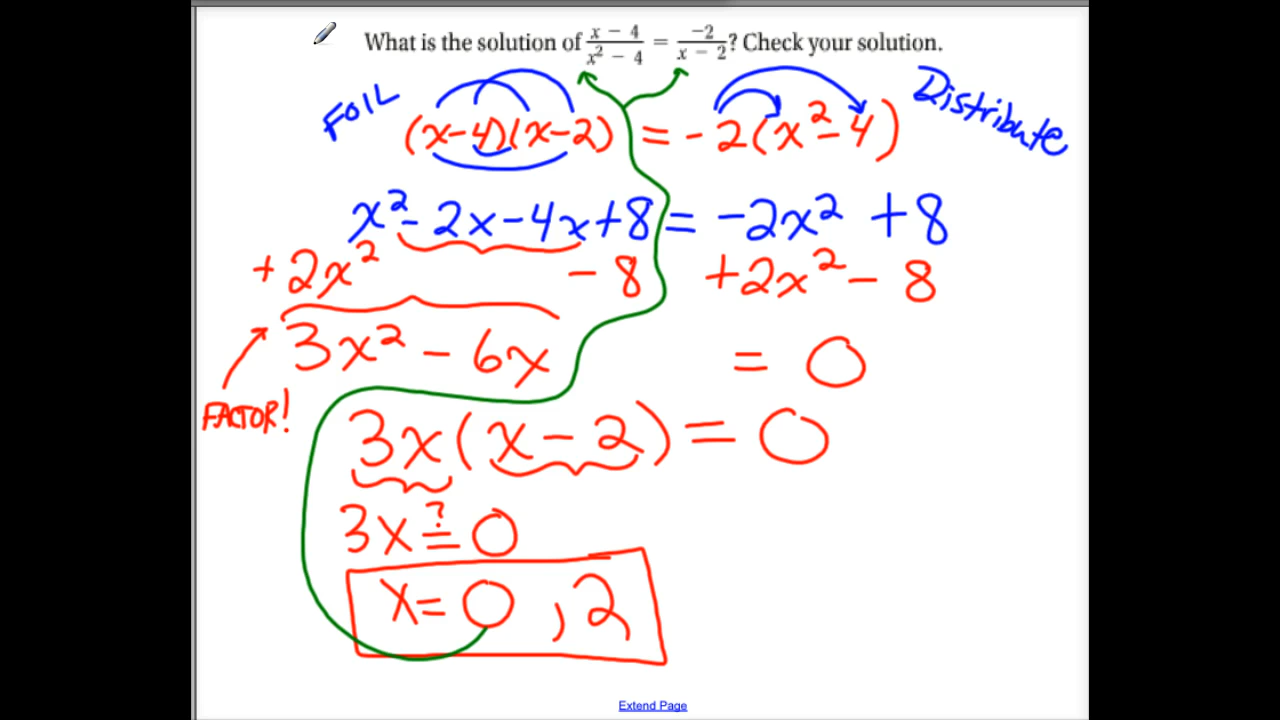 What is the solution of (x − 4)/(x² − 4) = −2/(x − 2)? Check your solution.
FOIL
Distribute
(x-4)(x-2) = -2(x²-4)
x²-2x-4x+8 = -2x² +8
+2x² -8 +2x²-8
3x² - 6x = 0
FACTOR!
3x(x-2) = 0
3x ?= 0
x= 0 , 2
Extend Page